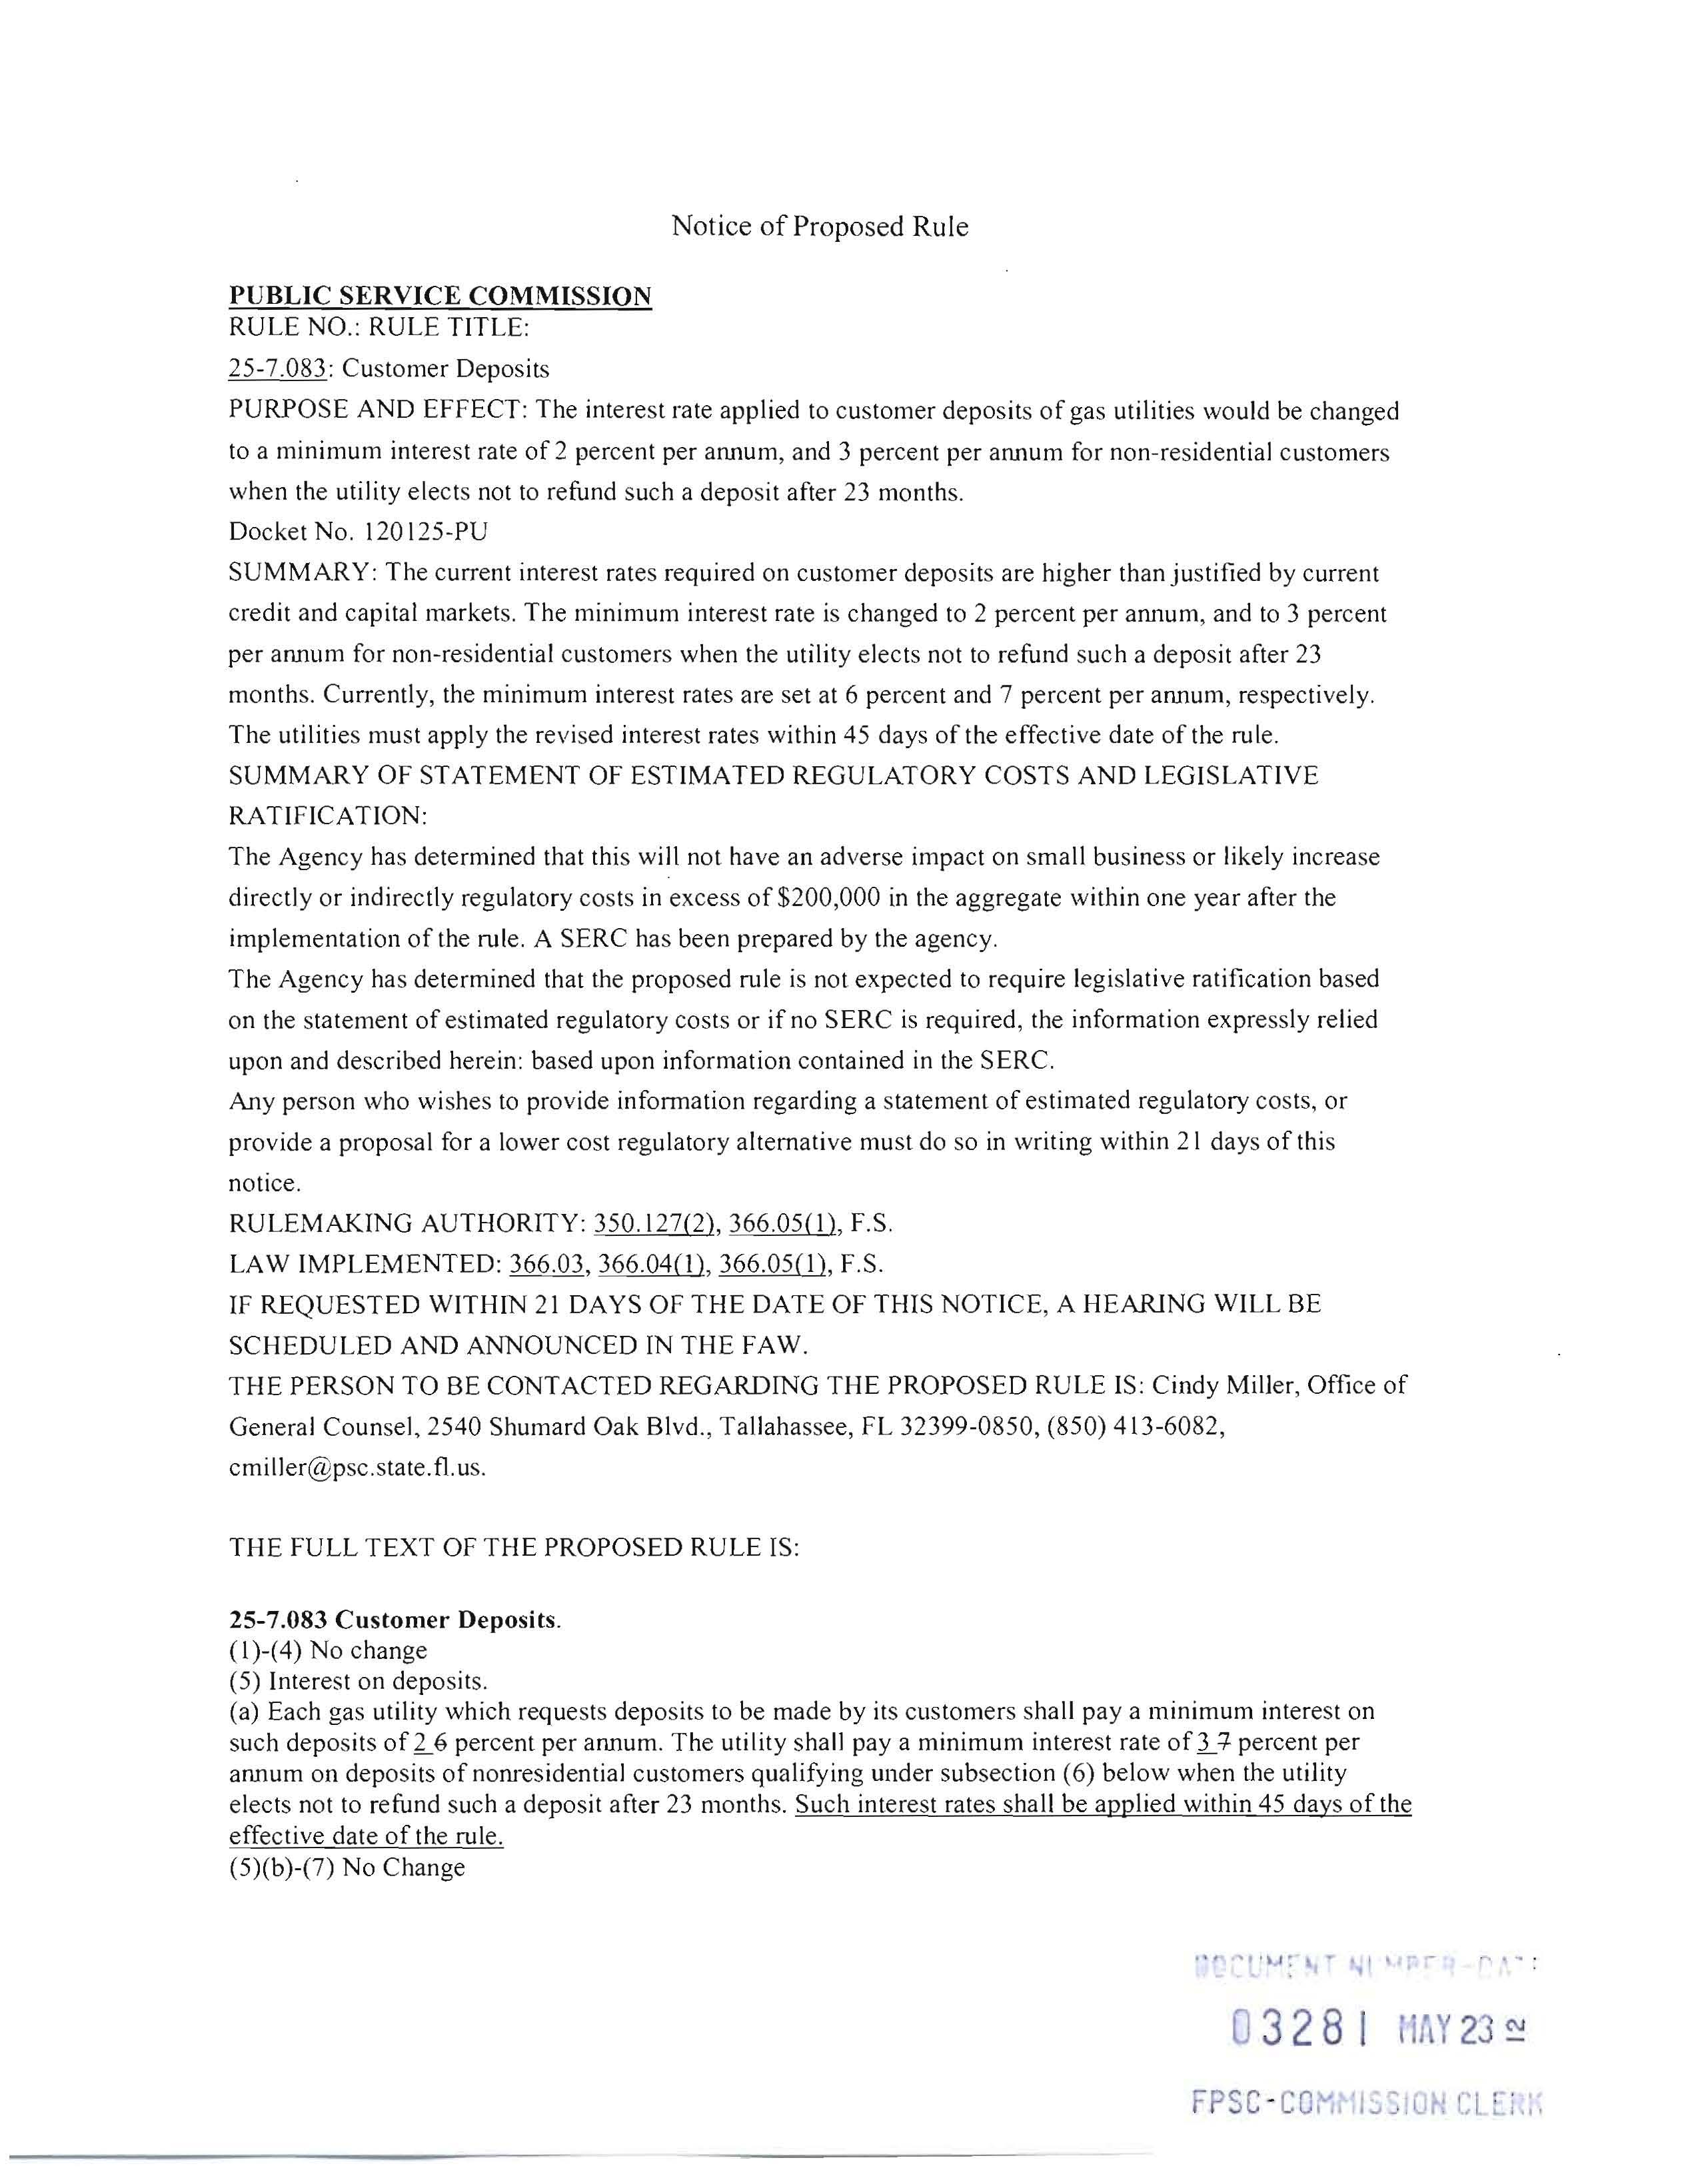 Notice of Proposed Rule
PUBLIC SERVICE COMMISSION
RULE NO.: RULE TITLE:
25-7.083: Customer Deposits
PURPOSE AND EFFECT: The interest rate applied to customer deposits of gas utilities would be changed
to a minimum interest rate of 2 percent per annum, and 3 percent per annum for non-residential customers
when the utility elects not to refund such a deposit after 23 months.
Docket No. 120125-PU
SUMMARY: The current interest rates required on customer deposits are higher than justified by current
credit and capital markets. The minimum interest rate is changed to 2 percent per annum, and to 3 percent
per annum for non-residential customers when the utility elects not to refund such a deposit after 23
months. Currently, the minimum interest rates are set at 6 percent and 7 percent per annum, respectively.
The utilities must apply the revised interest rates within 45 days of the effective date of the rule.
SUMMARY OF STATEMENT OF ESTIMATED REGULATORY COSTS AND LEGISLATIVE
RATIFICATION:
The Agency has determined that this will not have an adverse impact on small business or likely increase
directly or indirectly regulatory costs in excess of $200,000 in the aggregate within one year after the
implementation of the rule. A SERC has been prepared by the agency.
The Agency has determined that the proposed rule is not expected to require legislative ratification based
on the statement of estimated regulatory costs or if no SERC is required, the information expressly relied
upon and described herein: based upon information contained in the SERC.
Any person who wishes to provide information regarding a statement of estimated regulatory costs, or
provide a proposal for a lower cost regulatory alternative must do so in writing within 21 days of this
notice.
RULEMAKING AUTHORITY: 350.127(2), 366.05(1), F.S.
LAW IMPLEMENTED: 366.03, 366.04(1), 366.05(1), F.S.
IF REQUESTED WITHIN 21 DAYS OF THE DATE OF THIS NOTICE, A HEARING WILL BE
SCHEDULED AND ANNOUNCED IN THE FAW.
THE PERSON TO BE CONTACTED REGARDING THE PROPOSED RULE IS: Cindy Miller, Office of
General Counsel, 2540 Shumard Oak Blvd., Tallahassee, FL 32399-0850, (850) 413-6082,
cmiller@psc.state.fl.us.
THE FULL TEXT OF THE PROPOSED RULE IS:
25-7.083 Customer Deposits.
(1)-(4) No change
(5) Interest on deposits.
(a) Each gas utility which requests deposits to be made by its customers shall pay a minimum interest on
such deposits of 2 6 percent per annum. The utility shall pay a minimum interest rate of 3 7 percent per
annum on deposits of nonresidential customers qualifying under subsection (6) below when the utility
elects not to refund such a deposit after 23 months. Such interest rates shall be applied within 45 days of the
effective date of the rule.
(5)(b)-(7) No Change
DOCUMENT NUMBER-DATE
03281 MAY 23 12
FPSC-COMMISSION CLERK